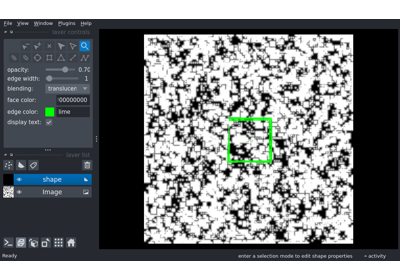 File View Window Plugins Help
layer controls
opacity: 0.70
edge width: 1
blending: translucen
face color: 00000000
edge color: lime
display text:
layer list
shape
Image
Ready
enter a selection mode to edit shape properties
activity